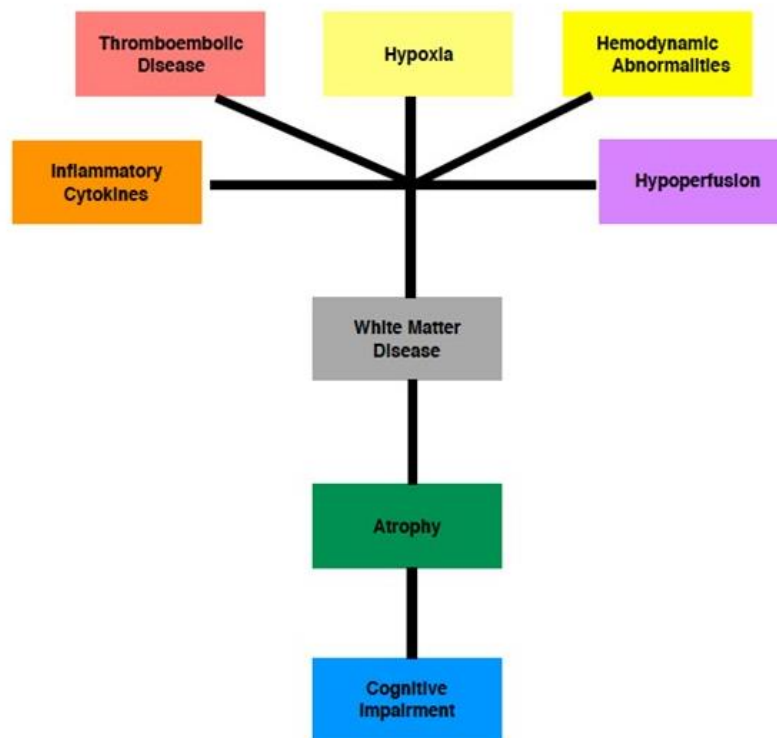 Thromboembolic
Disease
Hypoxia
Hemodynamic
Abnormalities
Inflammatory
Cytokines
Hypoperfusion
White Matter
Disease
Atrophy
Cognitive
Impairment